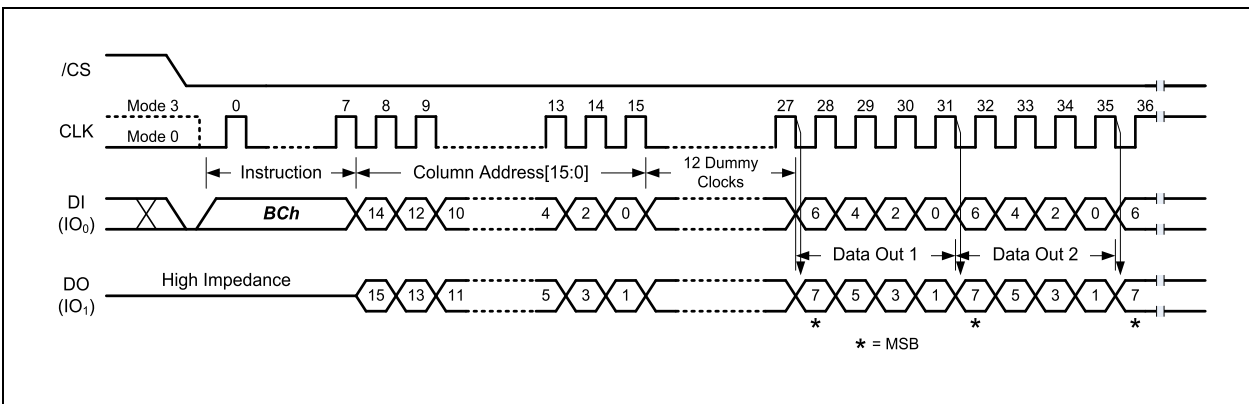 /CS
Mode 3 0 7 8 9 13 14 15 27 28 29 30 31 32 33 34 35 36
CLK
Mode 0
Instruction Column Address[15:0] 12 Dummy
Clocks
DI
(IO0)
BCh 14 12 10 4 2 0 6 4 2 0 6 4 2 0 6
Data Out 1 Data Out 2
DO
(IO1)
High Impedance
15 13 11 5 3 1 7 5 3 1 7 5 3 1 7
* * *
* = MSB